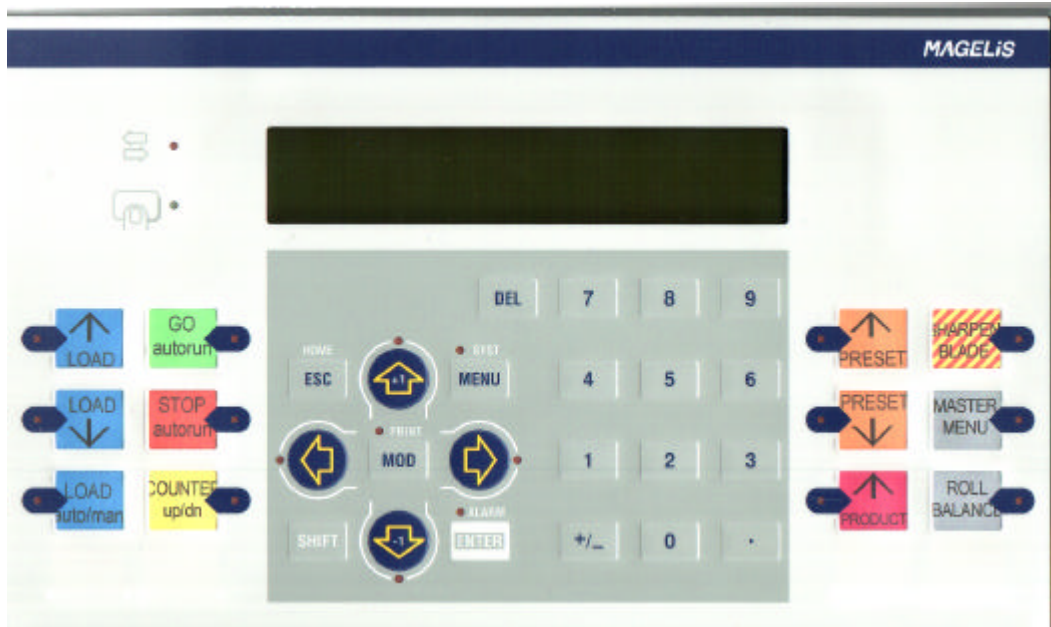 MAGELiS
DEL
7
8
9
LOAD
GO
autorun
HOME
ESC
+1
SYST
MENU
4
5
6
PRESET
SHARPEN
BLADE
LOAD
STOP
autorun
PRESET
MASTER
MENU
PRINT
MOD
1
2
3
LOAD
auto/man
COUNTER
up/dn
PRODUCT
ROLL
BALANCE
SHIFT
-1
ALARM
ENTER
+/_
0
.